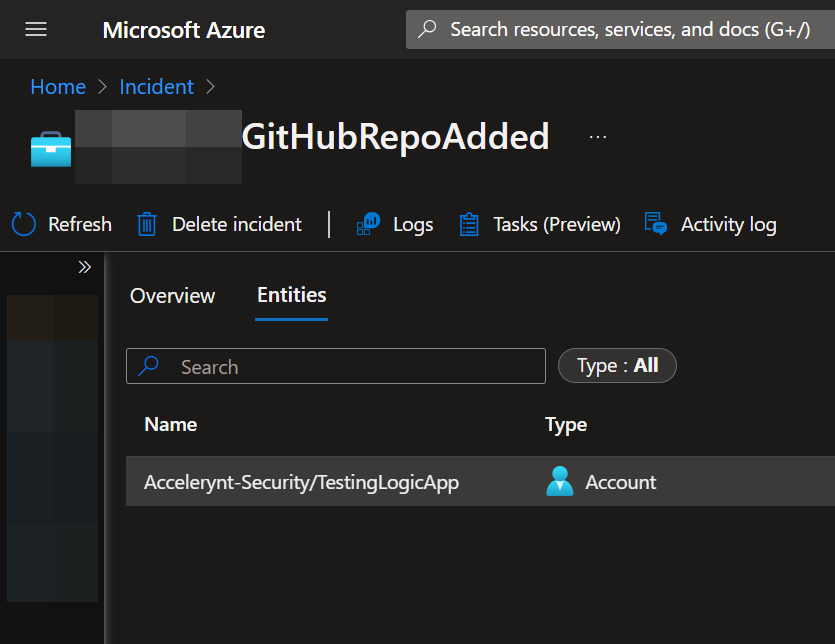 Microsoft Azure
Search resources, services, and docs (G+/)
Home > Incident >
GitHubRepoAdded ...
Refresh Delete incident | Logs Tasks (Preview) Activity log
Overview Entities
Search Type : All
Name Type
Accelerynt-Security/TestingLogicApp Account